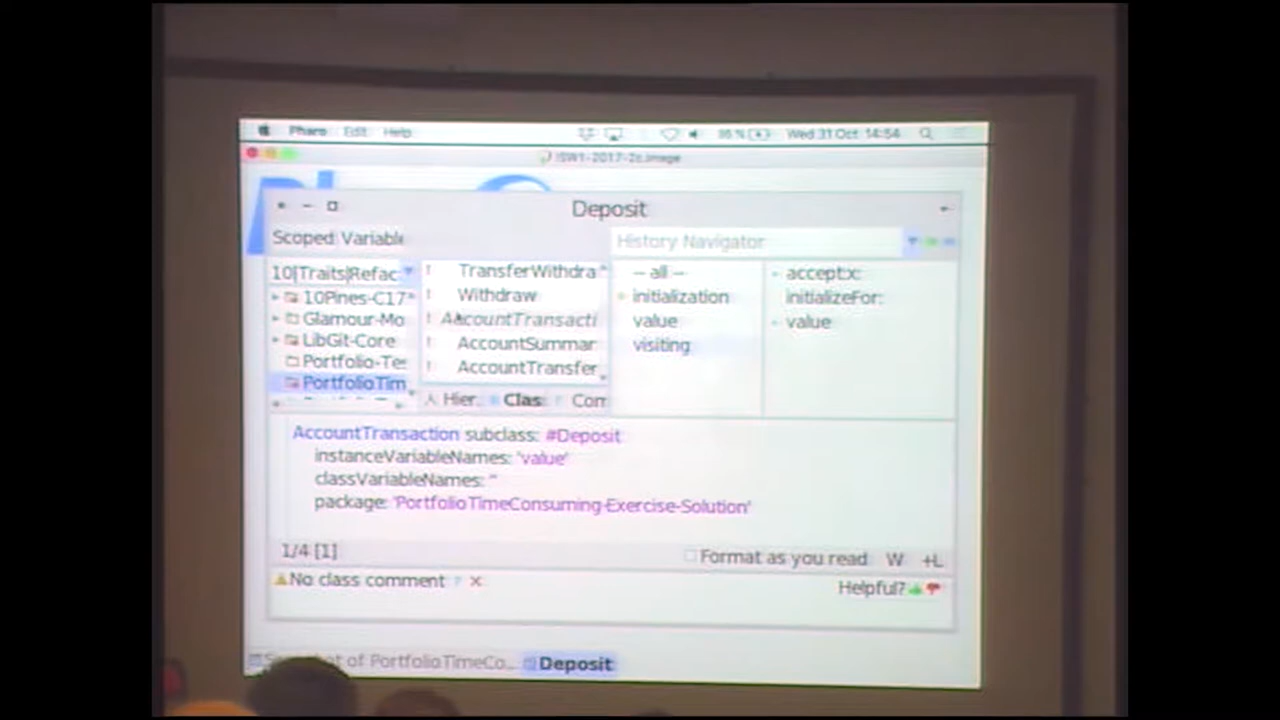 Pharo Edit Help 86% Wed 31 Oct 14:54
ISW1-2017-2c.image
Deposit
Scoped Variable
History Navigator
10|Traits|Refac
TransferWithdra
-- all --
accept:x:
10Pines-C17
Withdraw
initialization
initializeFor:
Glamour-Mo
AccountTransacti
value
value
LibGit-Core
AccountSummar
visiting
Portfolio-Te
AccountTransfer
PortfolioTim
Hier.
Clas
Com
AccountTransaction subclass: #Deposit
instanceVariableNames: 'value'
classVariableNames: ''
package: 'PortfolioTimeConsuming-Exercise-Solution'
1/4 [1]
Format as you read W +L
No class comment ? ×
Helpful?
of PortfolioTimeCo...
Deposit